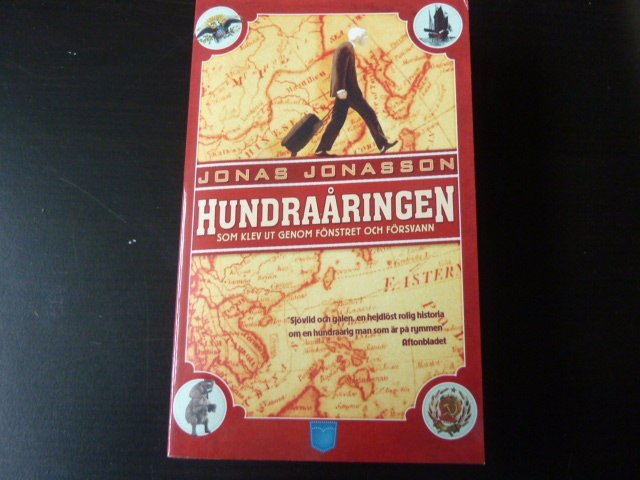 JONAS JONASSON
HUNDRAÅRINGEN
SOM KLEV UT GENOM FÖNSTRET OCH FÖRSVANN
EASTERN
"Sjövild och galen, en hejdlöst rolig historia
om en hundraårig man som är på rymmen"
Aftonbladet